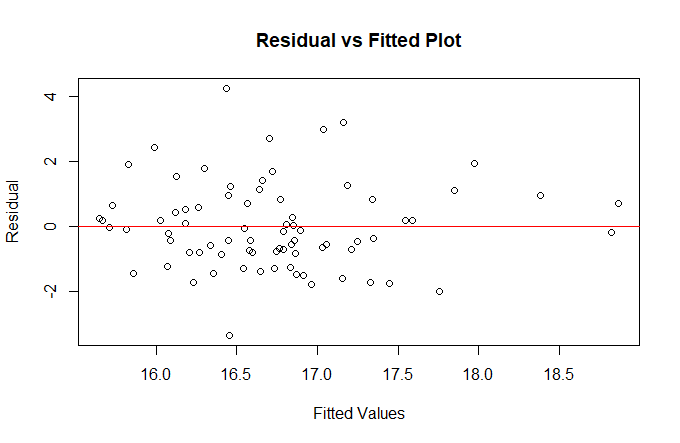 Residual vs Fitted Plot
4
2
0
-2
Residual
16.0 16.5 17.0 17.5 18.0 18.5
Fitted Values